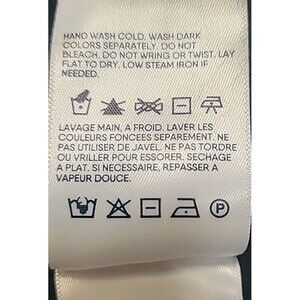 HAND WASH COLD. WASH DARK
COLORS SEPARATELY. DO NOT
BLEACH. DO NOT WRING OR TWIST. LAY
FLAT TO DRY. LOW STEAM IRON IF
NEEDED.
LAVAGE MAIN, A FROID. LAVER LES
COULEURS FONCEES SEPAREMENT. NE
PAS UTILISER DE JAVEL. NE PAS TORDRE
OU VRILLER POUR ESSORER. SECHAGE
A PLAT. SI NECESSAIRE, REPASSER A
VAPEUR DOUCE.
P